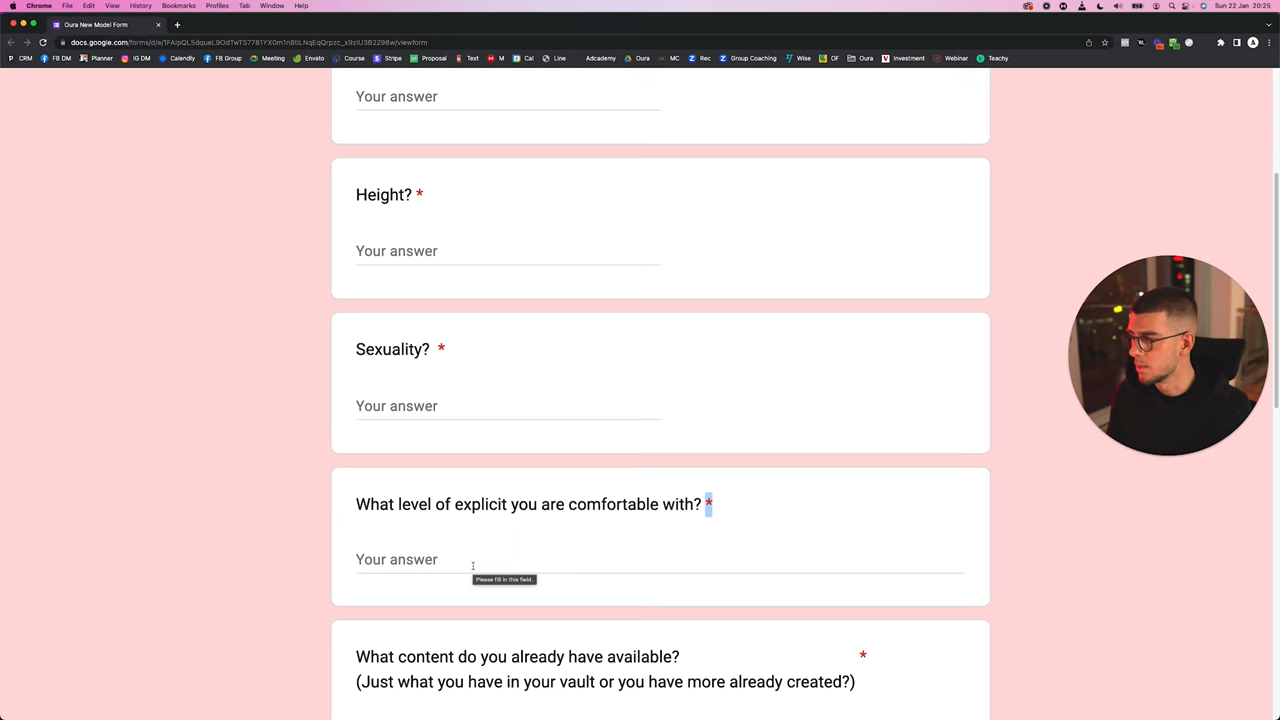 Chrome File Edit View History Bookmarks Profiles Tab Window Help Sun 22 Jan 20:25
Oura New Model Form
CRM FB DM Planner IG DM Calendly FB Group Meeting Envato Course Stripe Proposal Text M Cal Line Adcademy Oura MC Rec Group Coaching Wise OF Oura Investment Webinar Teachy
Your answer
Height? *
Your answer
Sexuality? *
Your answer
What level of explicit you are comfortable with? *
Your answer
Please fill in this field.
What content do you already have available? *
(Just what you have in your vault or you have more already created?)